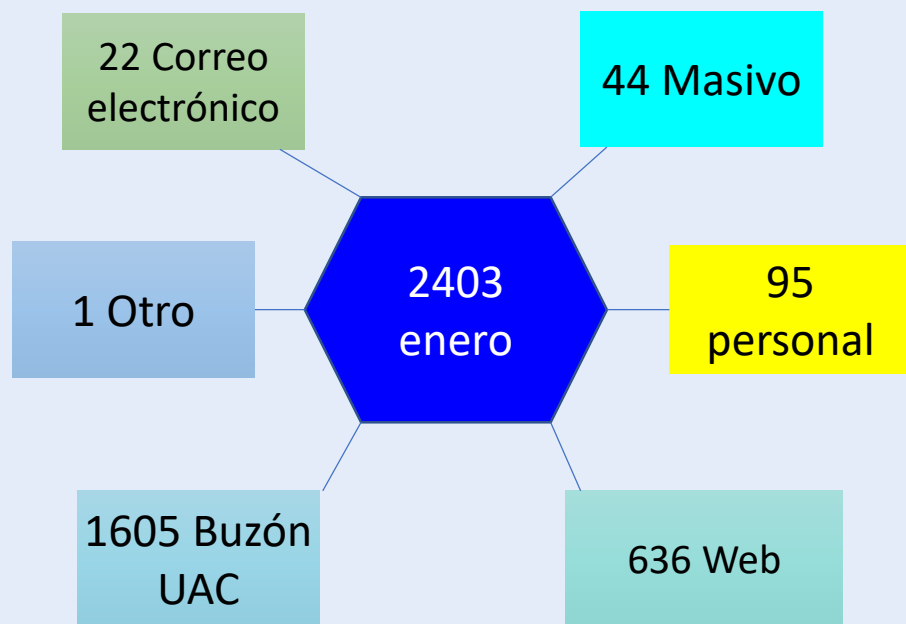 22 Correo
electrónico
44 Masivo
1 Otro
2403
enero
95
personal
1605 Buzón
UAC
636 Web